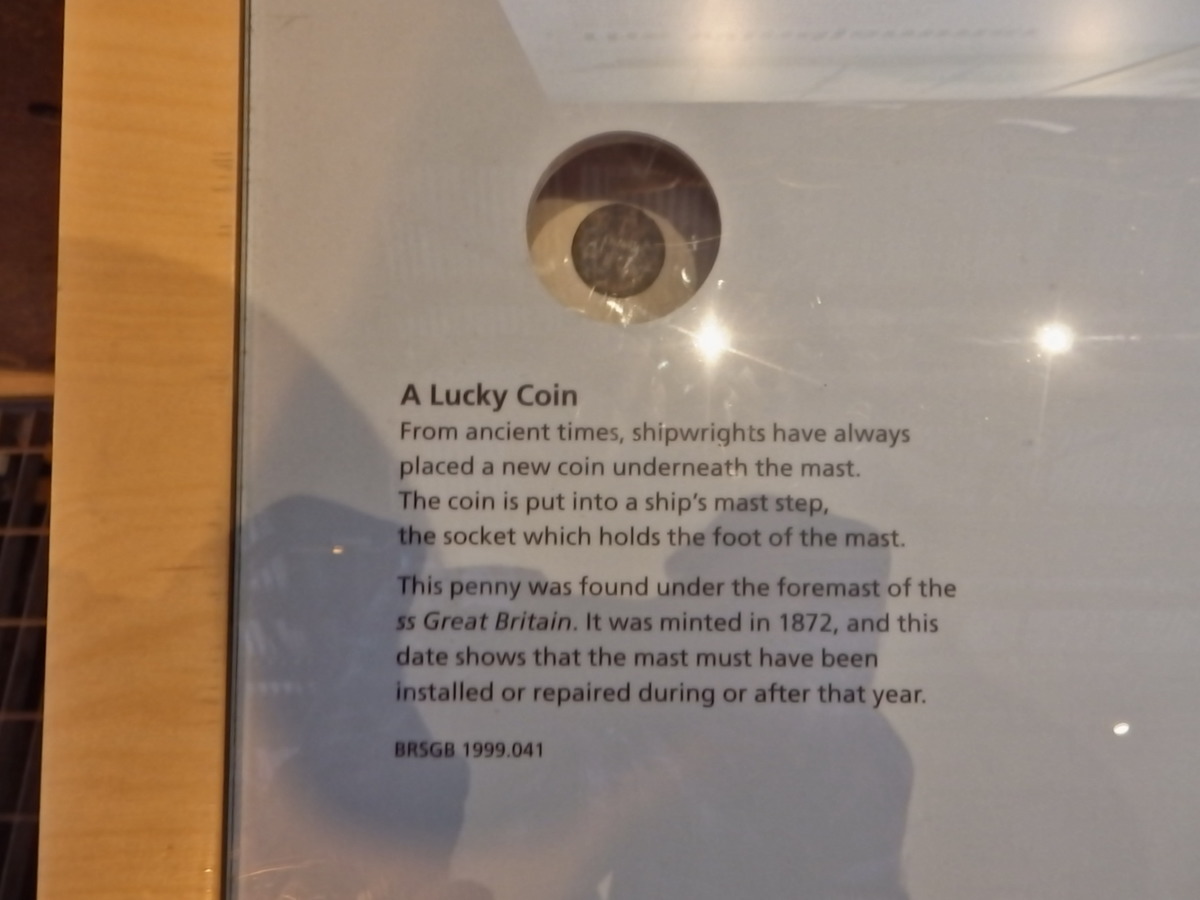 A Lucky Coin
From ancient times, shipwrights have always
placed a new coin underneath the mast.
The coin is put into a ship's mast step,
the socket which holds the foot of the mast.
This penny was found under the foremast of the
ss Great Britain. It was minted in 1872, and this
date shows that the mast must have been
installed or repaired during or after that year.
BRSGB 1999.041